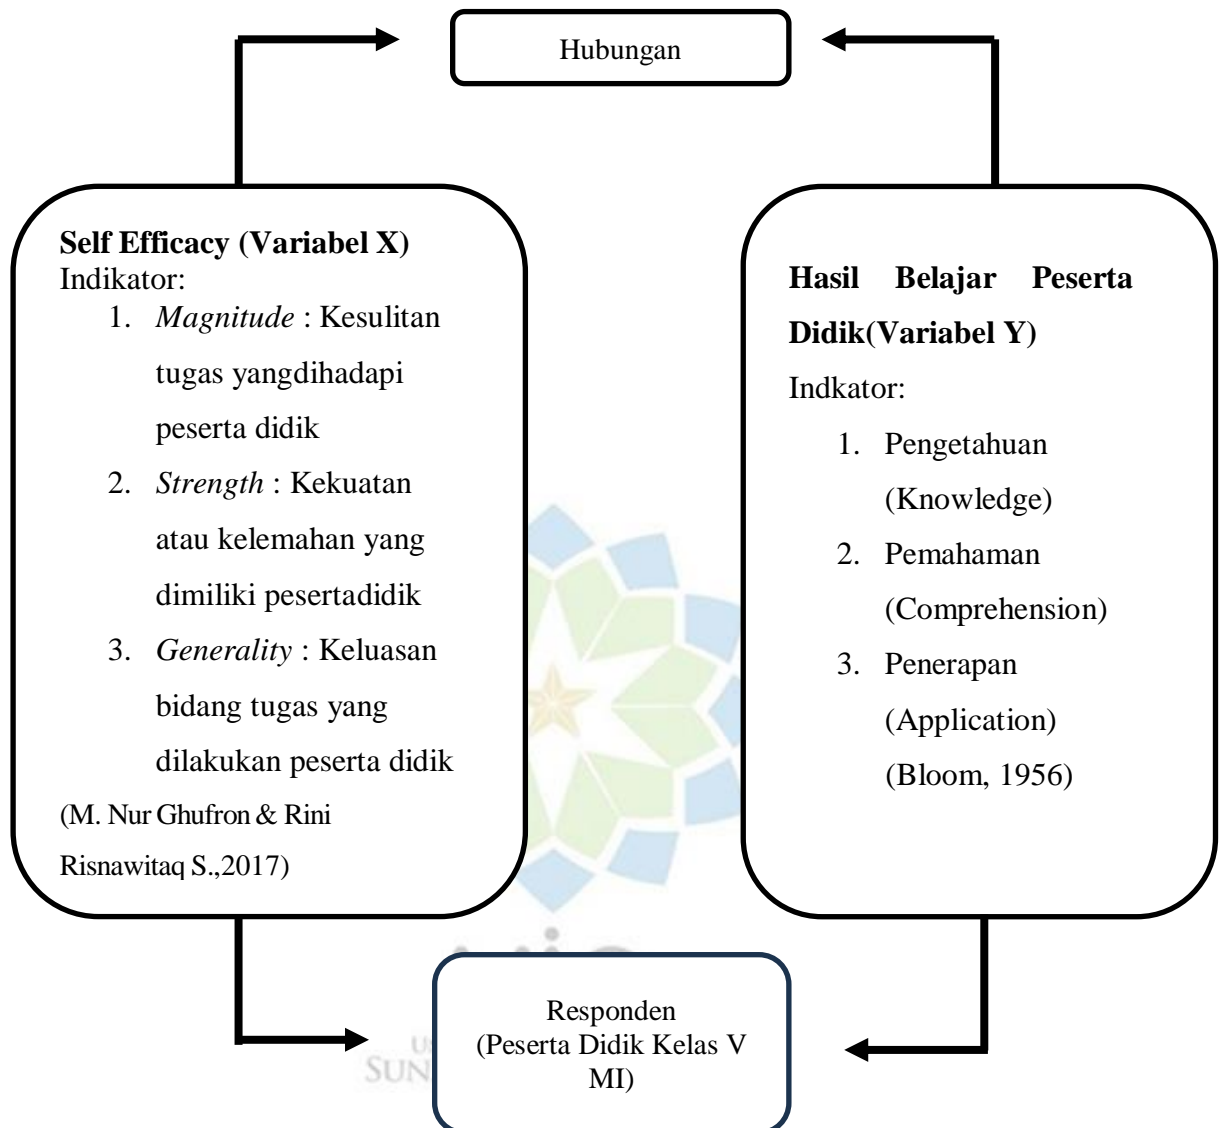 Hubungan
Self Efficacy (Variabel X)
Indikator:
1. Magnitude : Kesulitan
tugas yangdihadapi
peserta didik
2. Strength : Kekuatan
atau kelemahan yang
dimiliki pesertadidik
3. Generality : Keluasan
bidang tugas yang
dilakukan peserta didik
(M. Nur Ghufron & Rini
Risnawitaq S.,2017)
Hasil Belajar Peserta
Didik(Variabel Y)
Indkator:
1. Pengetahuan
(Knowledge)
2. Pemahaman
(Comprehension)
3. Penerapan
(Application)
(Bloom, 1956)
Responden
(Peserta Didik Kelas V
MI)